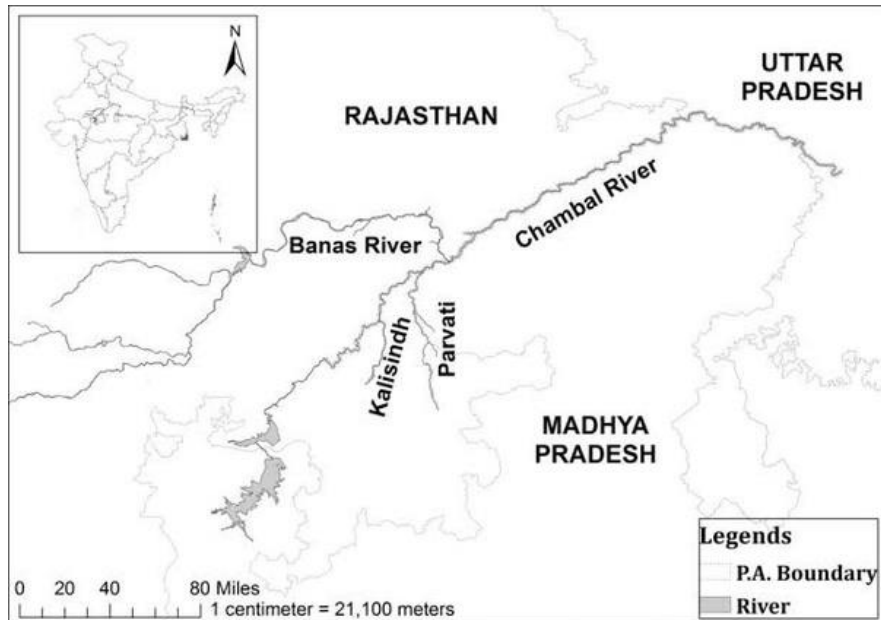 N
UTTAR
PRADESH
RAJASTHAN
Chambal River
Banas River
Kalisindh
Parvati
MADHYA
PRADESH
Legends
P.A. Boundary
River
0 20 40 80 Miles
1 centimeter = 21,100 meters